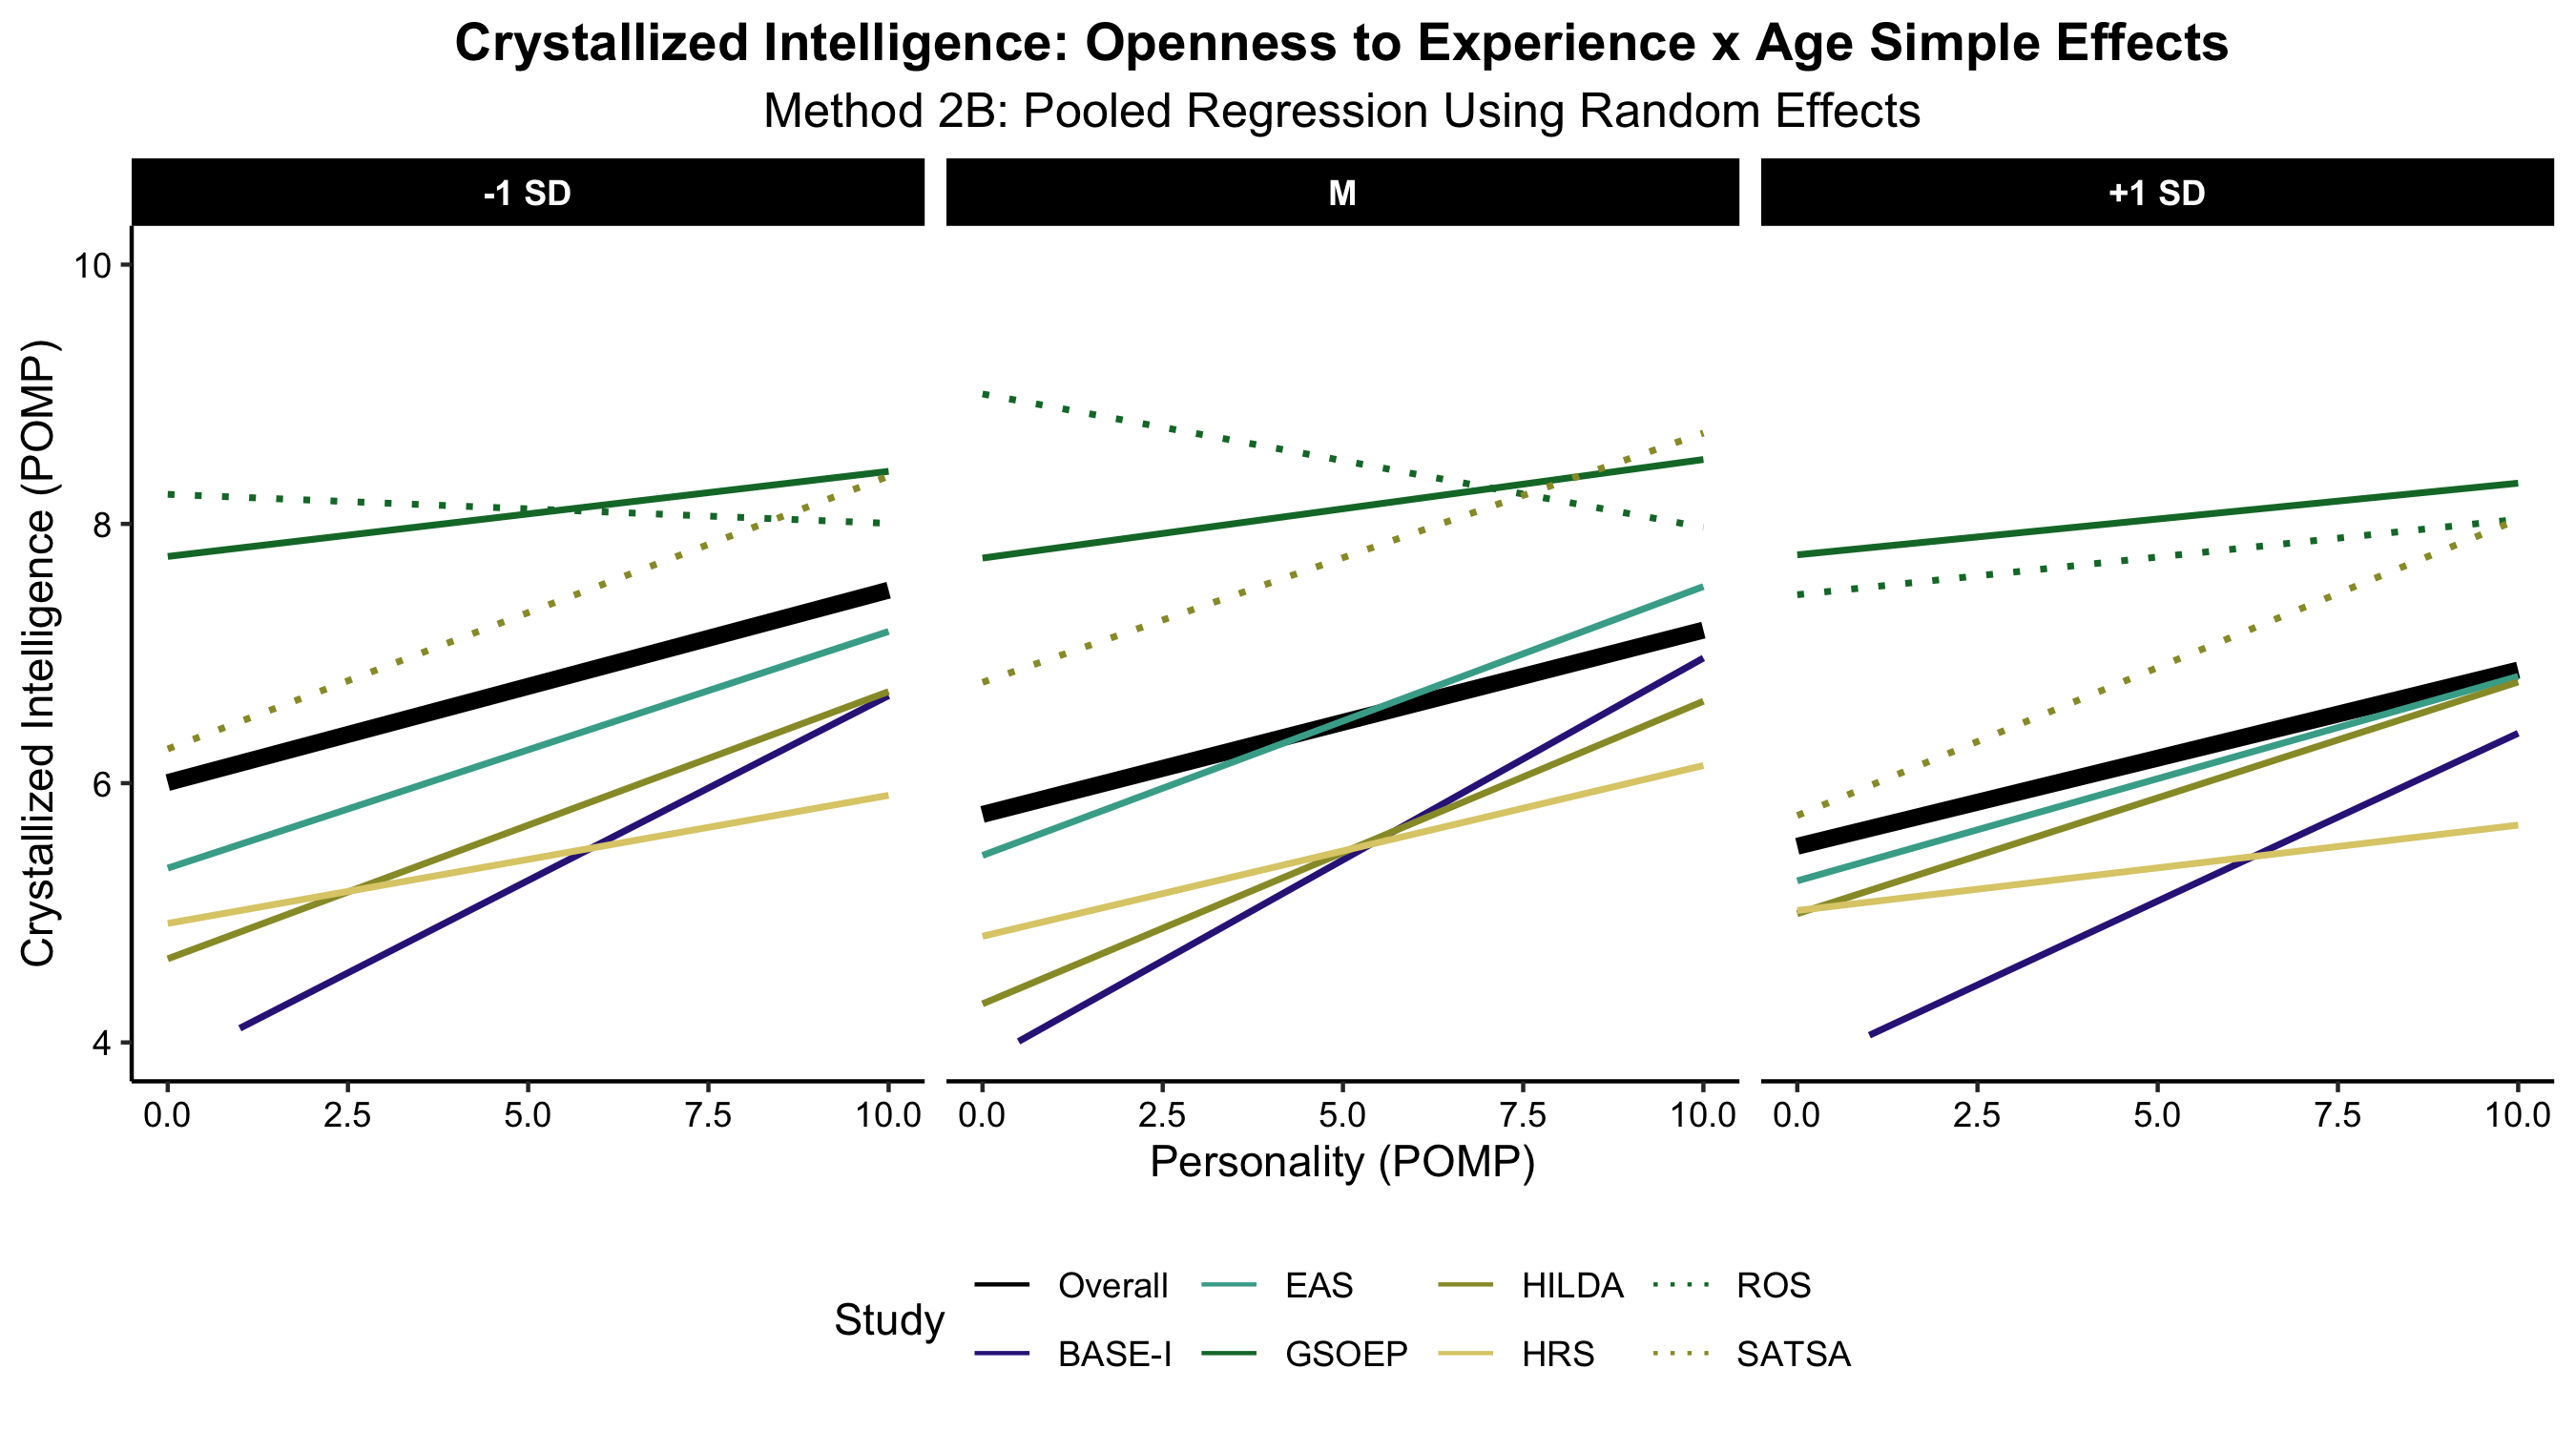 Crystallized Intelligence: Openness to Experience x Age Simple Effects
Method 2B: Pooled Regression Using Random Effects
-1 SD M +1 SD
Crystallized Intelligence (POMP)
10
8
6
4
0.0 2.5 5.0 7.5 10.0 0.0 2.5 5.0 7.5 10.0 0.0 2.5 5.0 7.5 10.0
Personality (POMP)
Study
Overall EAS HILDA ROS
BASE-I GSOEP HRS SATSA